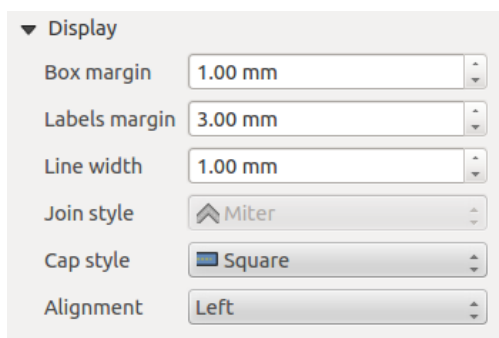 Display
Box margin 1.00 mm
Labels margin 3.00 mm
Line width 1.00 mm
Join style Miter
Cap style Square
Alignment Left